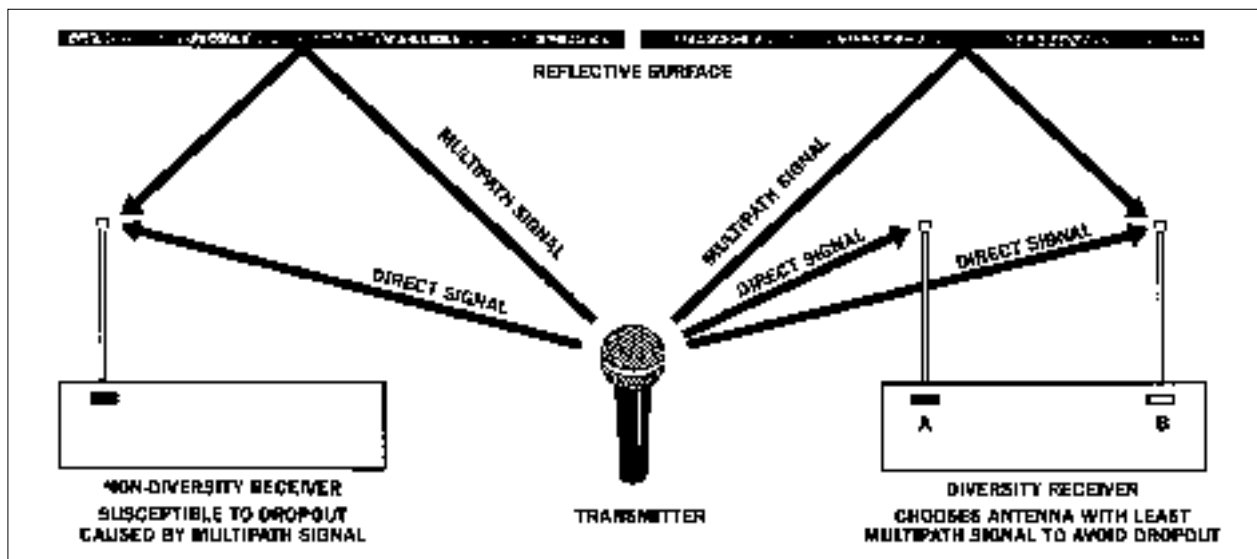 REFLECTIVE SURFACE
MULTIPATH SIGNAL
DIRECT SIGNAL
MULTIPATH SIGNAL
DIRECT SIGNAL
DIRECT SIGNAL
A
B
NON-DIVERSITY RECEIVER
SUSCEPTIBLE TO DROPOUT
CAUSED BY MULTIPATH SIGNAL
TRANSMITTER
DIVERSITY RECEIVER
CHOOSES ANTENNA WITH LEAST
MULTIPATH SIGNAL TO AVOID DROPOUT